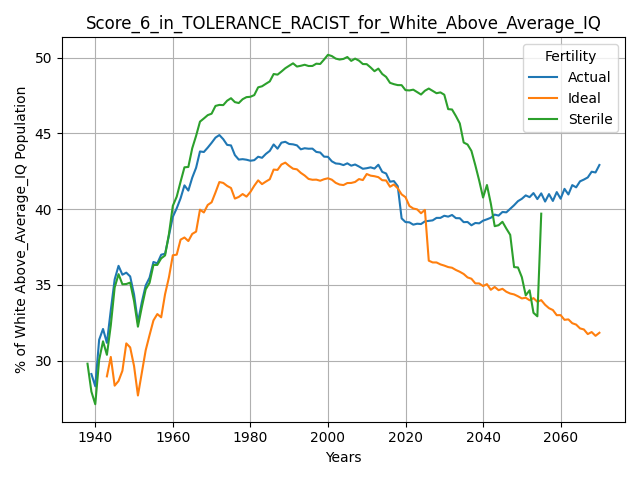 Score_6_in_TOLERANCE_RACIST_for_White_Above_Average_IQ
% of White Above_Average_IQ Population
50
45
40
35
30
Fertility
Actual
Ideal
Sterile
1940 1960 1980 2000 2020 2040 2060
Years